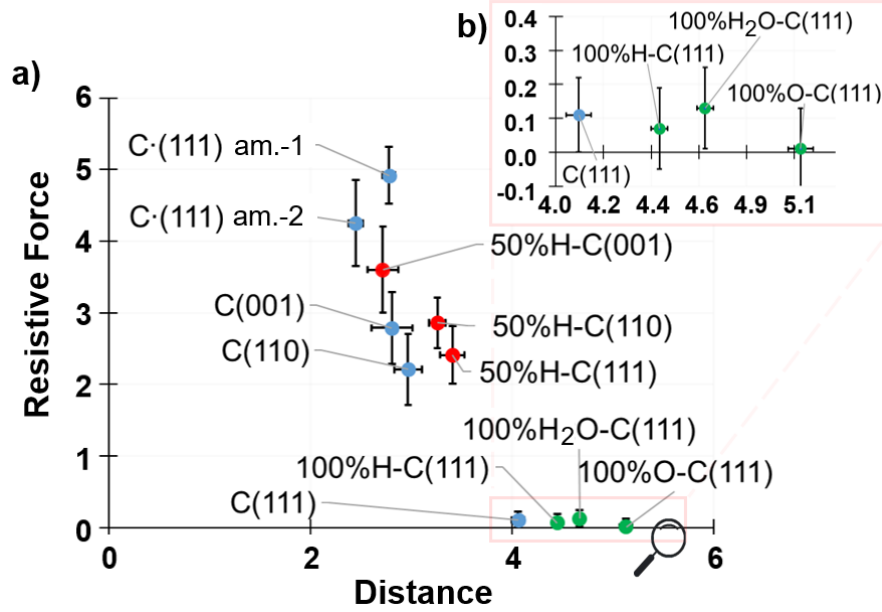 a)
Resistive Force
6
5
4
3
2
1
0
C·(111) am.-1
C·(111) am.-2
50%H-C(001)
C(001)
50%H-C(110)
C(110)
50%H-C(111)
100%H₂O-C(111)
100%H-C(111)
100%O-C(111)
C(111)
0 2 4 6
Distance
b)
0.4
0.3
0.2
0.1
0.0
-0.1
100%H₂O-C(111)
100%H-C(111)
100%O-C(111)
C(111)
4.0 4.2 4.4 4.6 4.9 5.1